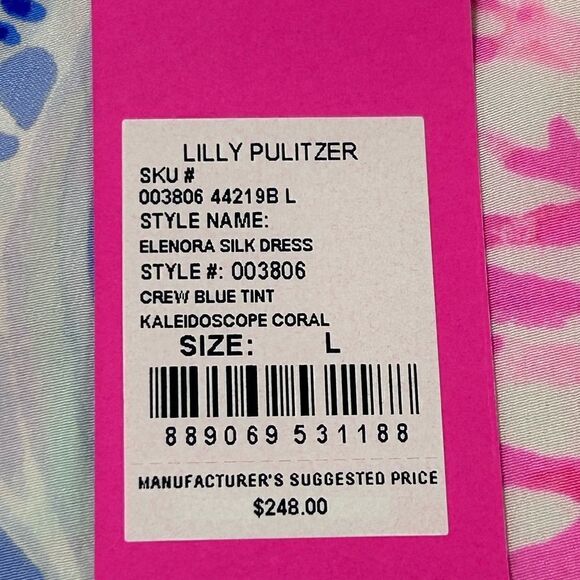 LILLY PULITZER
SKU #
003806 44219B L
STYLE NAME:
ELENORA SILK DRESS
STYLE #: 003806
CREW BLUE TINT
KALEIDOSCOPE CORAL
SIZE: L
889069 531188
MANUFACTURER'S SUGGESTED PRICE
$248.00